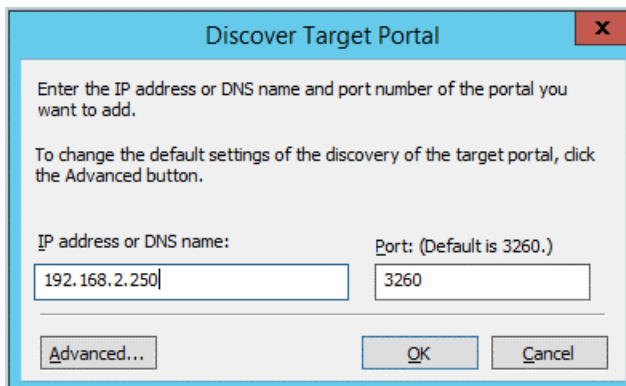 Discover Target Portal
x
Enter the IP address or DNS name and port number of the portal you
want to add.
To change the default settings of the discovery of the target portal, click
the Advanced button.
IP address or DNS name:
Port: (Default is 3260.)
192.168.2.250
3260
Advanced...
OK
Cancel